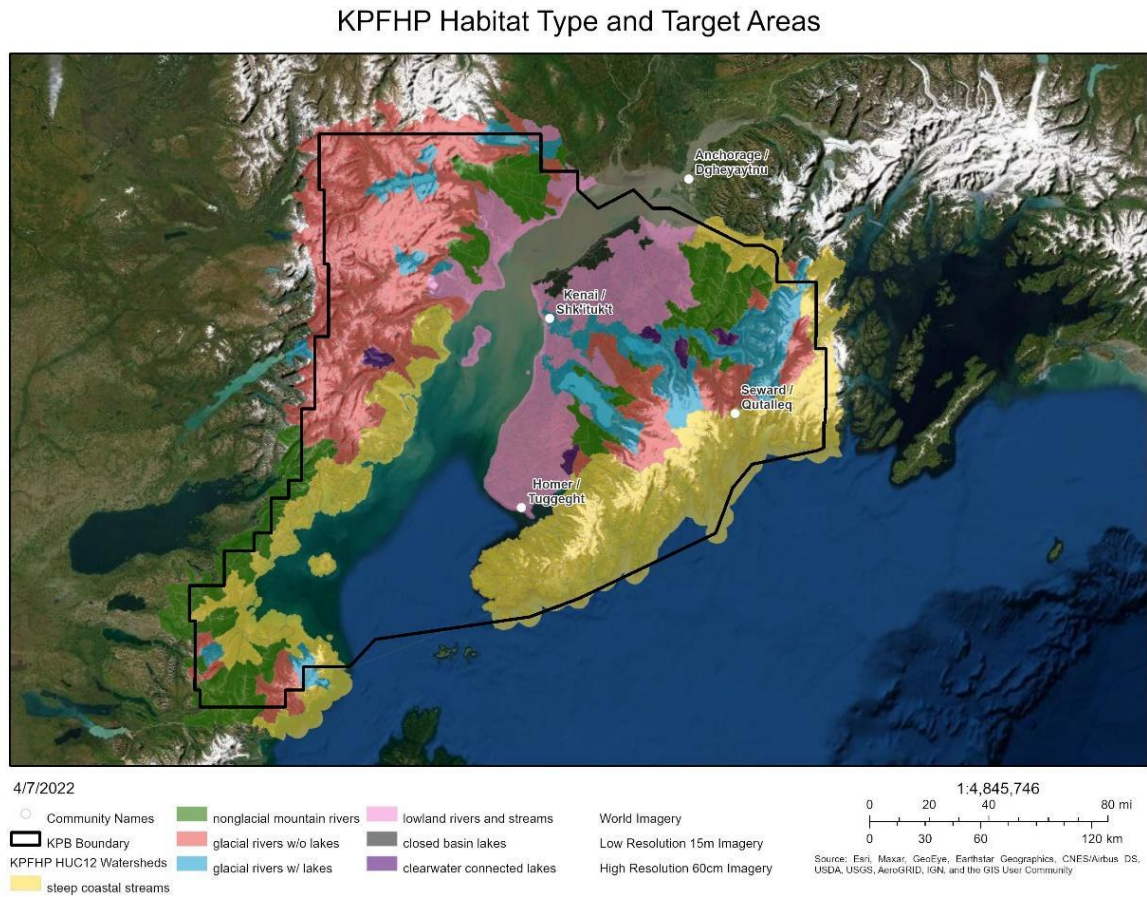 KPFHP Habitat Type and Target Areas
Anchorage /
Dgheyaytnu
Kenai /
Shk'ituk't
Seward /
Qutalleq
Homer /
Tuggeght
4/7/2022
Community Names
KPB Boundary
KPFHP HUC12 Watersheds
steep coastal streams
nonglacial mountain rivers
glacial rivers w/o lakes
glacial rivers w/ lakes
lowland rivers and streams
closed basin lakes
clearwater connected lakes
World Imagery
Low Resolution 15m Imagery
High Resolution 60cm Imagery
1:4,845,746
0 20 40 80 mi
0 30 60 120 km
Source: Esri, Maxar, GeoEye, Earthstar Geographics, CNES/Airbus DS,
USDA, USGS, AeroGRID, IGN, and the GIS User Community